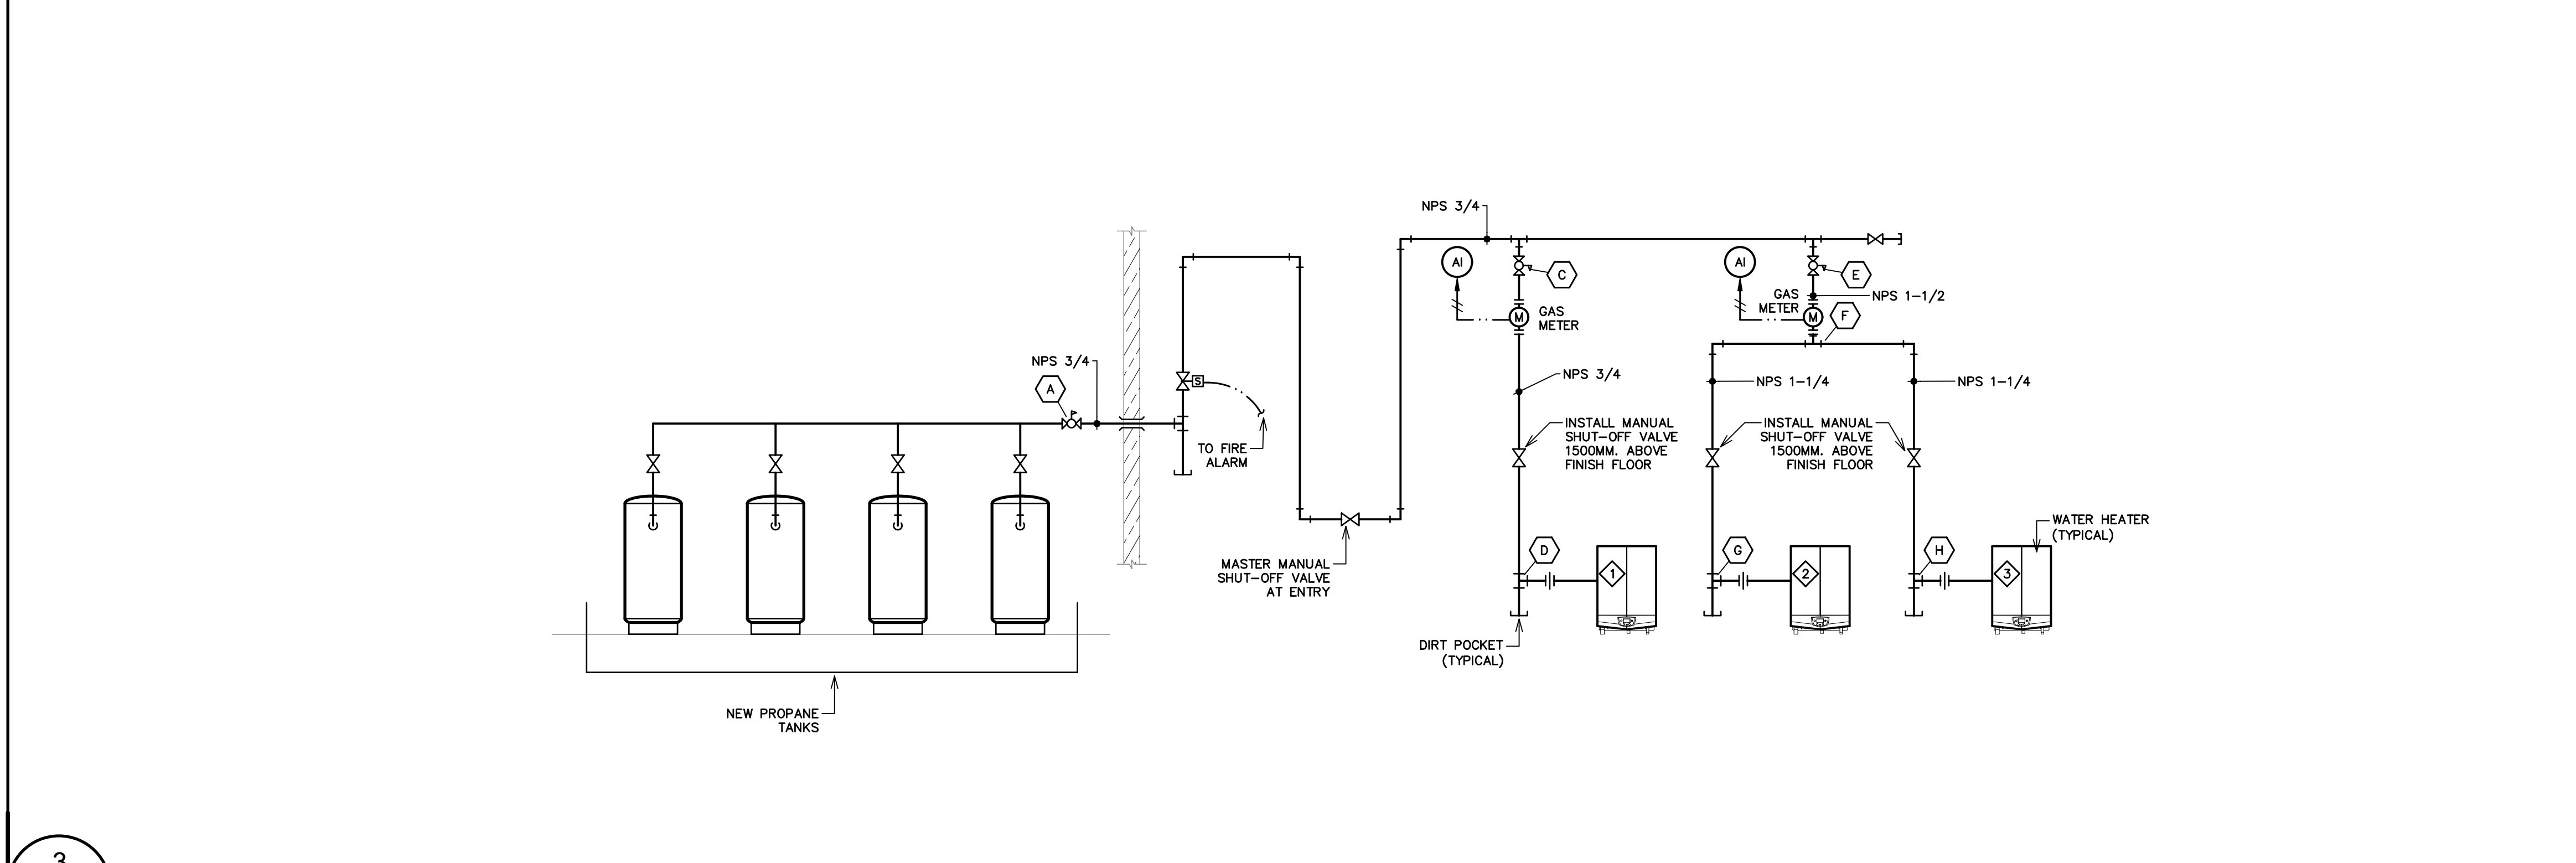 NPS 3/4
AI
C
GAS
METER
M
AI
E
GAS
METER
M
NPS 1-1/2
F
NPS 3/4
A
S
TO FIRE
ALARM
NPS 3/4
NPS 1-1/4
NPS 1-1/4
INSTALL MANUAL
SHUT-OFF VALVE
1500MM. ABOVE
FINISH FLOOR
INSTALL MANUAL
SHUT-OFF VALVE
1500MM. ABOVE
FINISH FLOOR
MASTER MANUAL
SHUT-OFF VALVE
AT ENTRY
D
1
G
2
H
3
WATER HEATER
(TYPICAL)
DIRT POCKET
(TYPICAL)
NEW PROPANE
TANKS
3